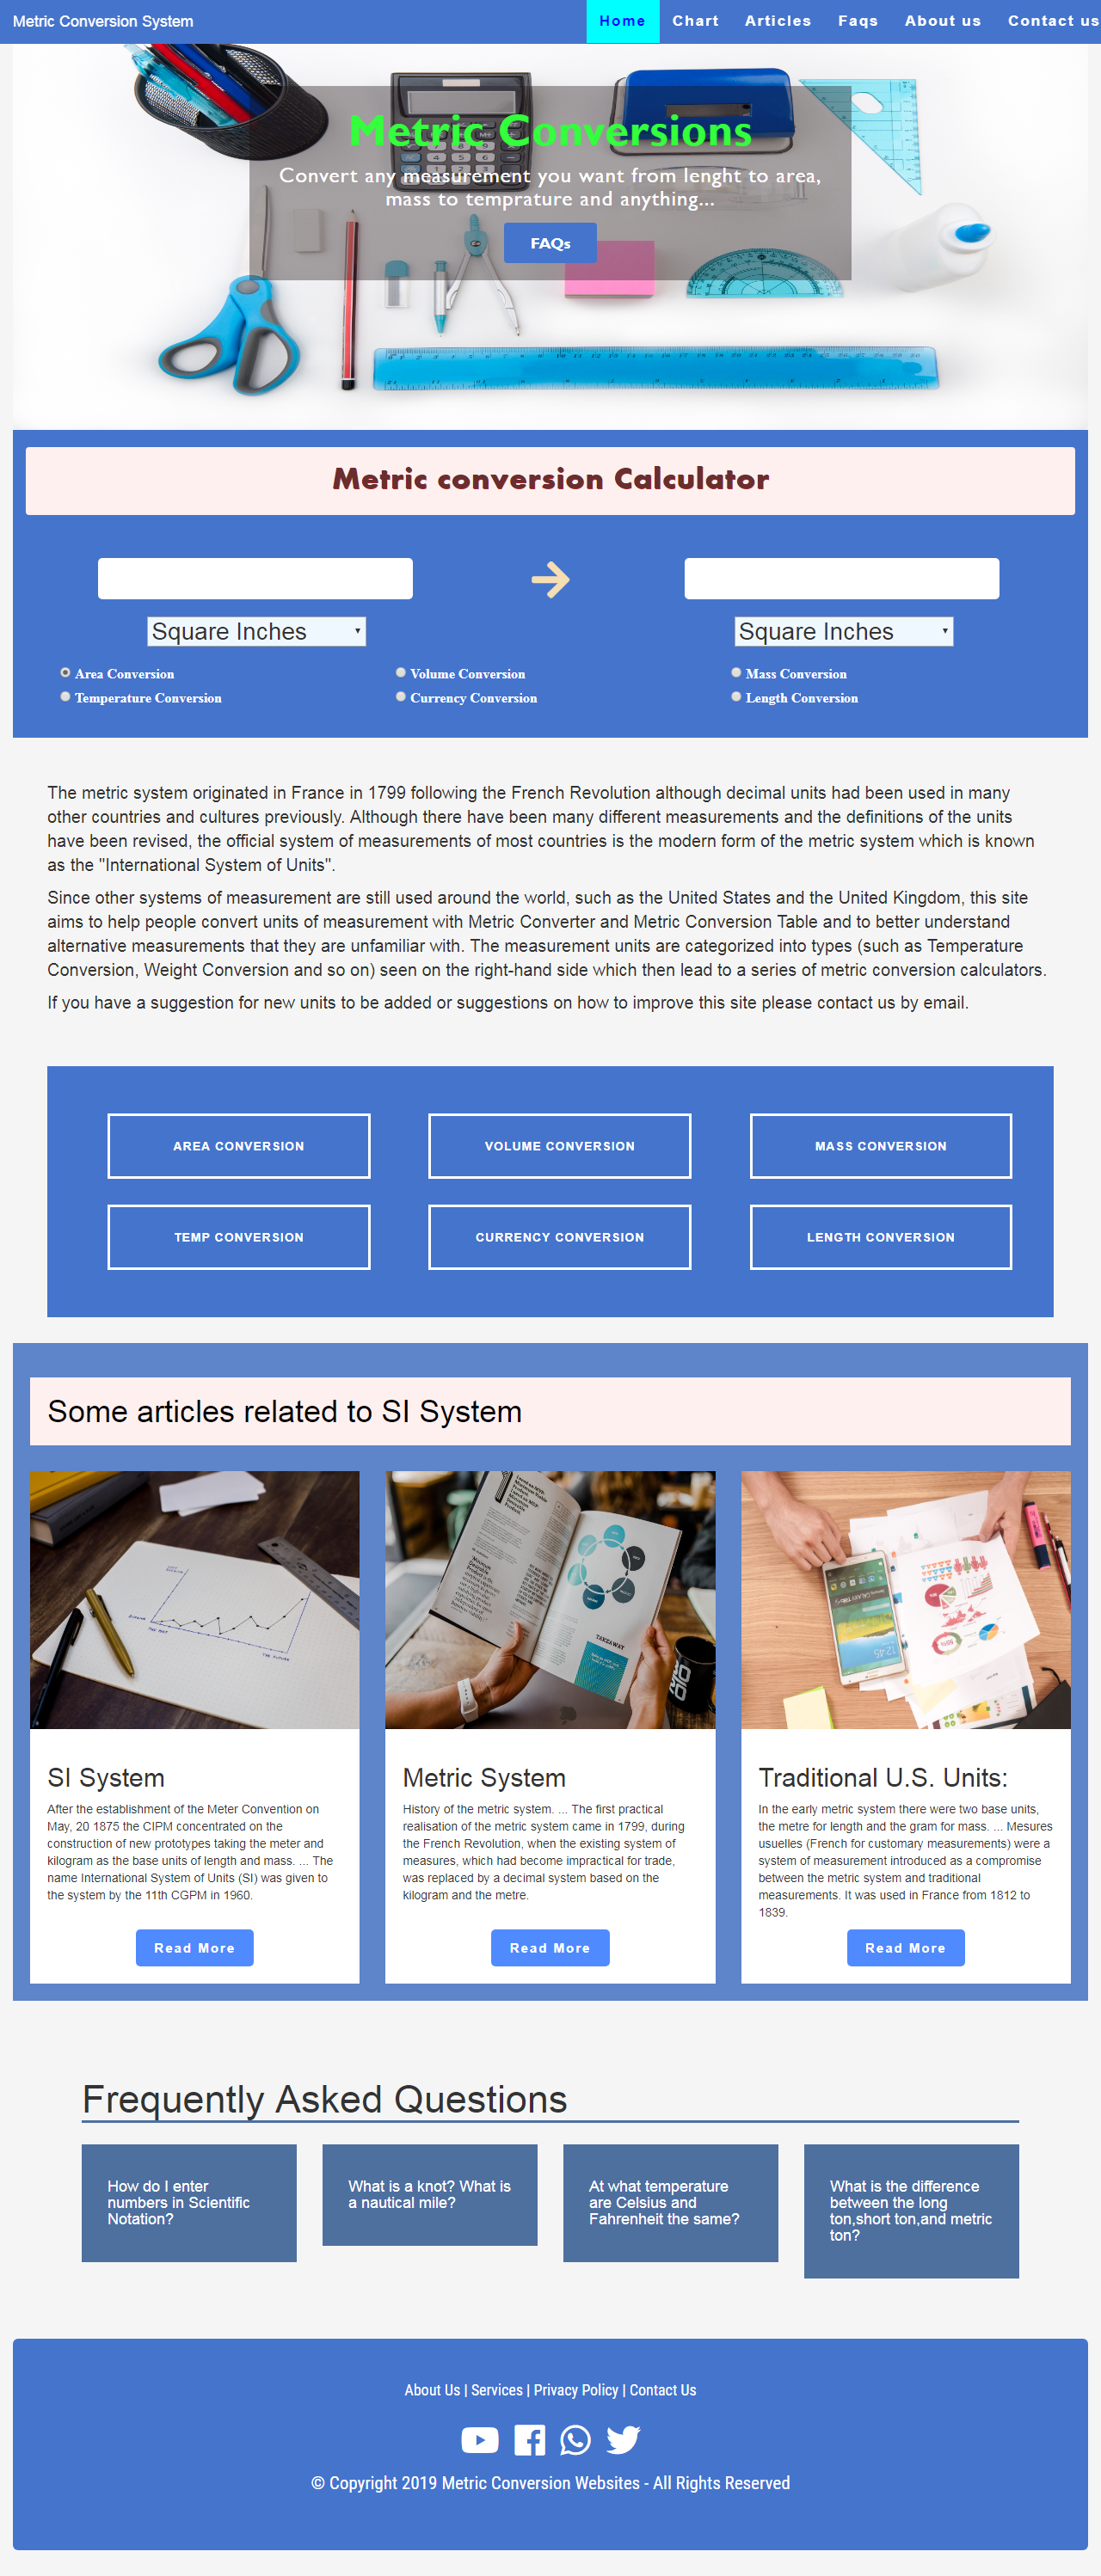 Metric Conversion System
Home Chart Articles Faqs About us Contact us
Metric Conversions
Convert any measurement you want from lenght to area,
mass to temprature and anything...
FAQs
Metric conversion Calculator
Square Inches
Square Inches
Area Conversion
Volume Conversion
Mass Conversion
Temperature Conversion
Currency Conversion
Length Conversion
The metric system originated in France in 1799 following the French Revolution although decimal units had been used in many
other countries and cultures previously. Although there have been many different measurements and the definitions of the units
have been revised, the official system of measurements of most countries is the modern form of the metric system which is known
as the "International System of Units".
Since other systems of measurement are still used around the world, such as the United States and the United Kingdom, this site
aims to help people convert units of measurement with Metric Converter and Metric Conversion Table and to better understand
alternative measurements that they are unfamiliar with. The measurement units are categorized into types (such as Temperature
Conversion, Weight Conversion and so on) seen on the right-hand side which then lead to a series of metric conversion calculators.
If you have a suggestion for new units to be added or suggestions on how to improve this site please contact us by email.
AREA CONVERSION
VOLUME CONVERSION
MASS CONVERSION
TEMP CONVERSION
CURRENCY CONVERSION
LENGTH CONVERSION
Some articles related to SI System
TAKEAWAY
THE FUTURE
SI System
After the establishment of the Meter Convention on
May, 20 1875 the CIPM concentrated on the
construction of new prototypes taking the meter and
kilogram as the base units of length and mass. ... The
name International System of Units (SI) was given to
the system by the 11th CGPM in 1960.
Read More
Metric System
History of the metric system. ... The first practical
realisation of the metric system came in 1799, during
the French Revolution, when the existing system of
measures, which had become impractical for trade,
was replaced by a decimal system based on the
kilogram and the metre.
Read More
Traditional U.S. Units:
In the early metric system there were two base units,
the metre for length and the gram for mass. ... Mesures
usuelles (French for customary measurements) were a
system of measurement introduced as a compromise
between the metric system and traditional
measurements. It was used in France from 1812 to
1839.
Read More
Frequently Asked Questions
How do I enter
numbers in Scientific
Notation?
What is a knot? What is
a nautical mile?
At what temperature
are Celsius and
Fahrenheit the same?
What is the difference
between the long
ton,short ton,and metric
ton?
About Us | Services | Privacy Policy | Contact Us
© Copyright 2019 Metric Conversion Websites - All Rights Reserved